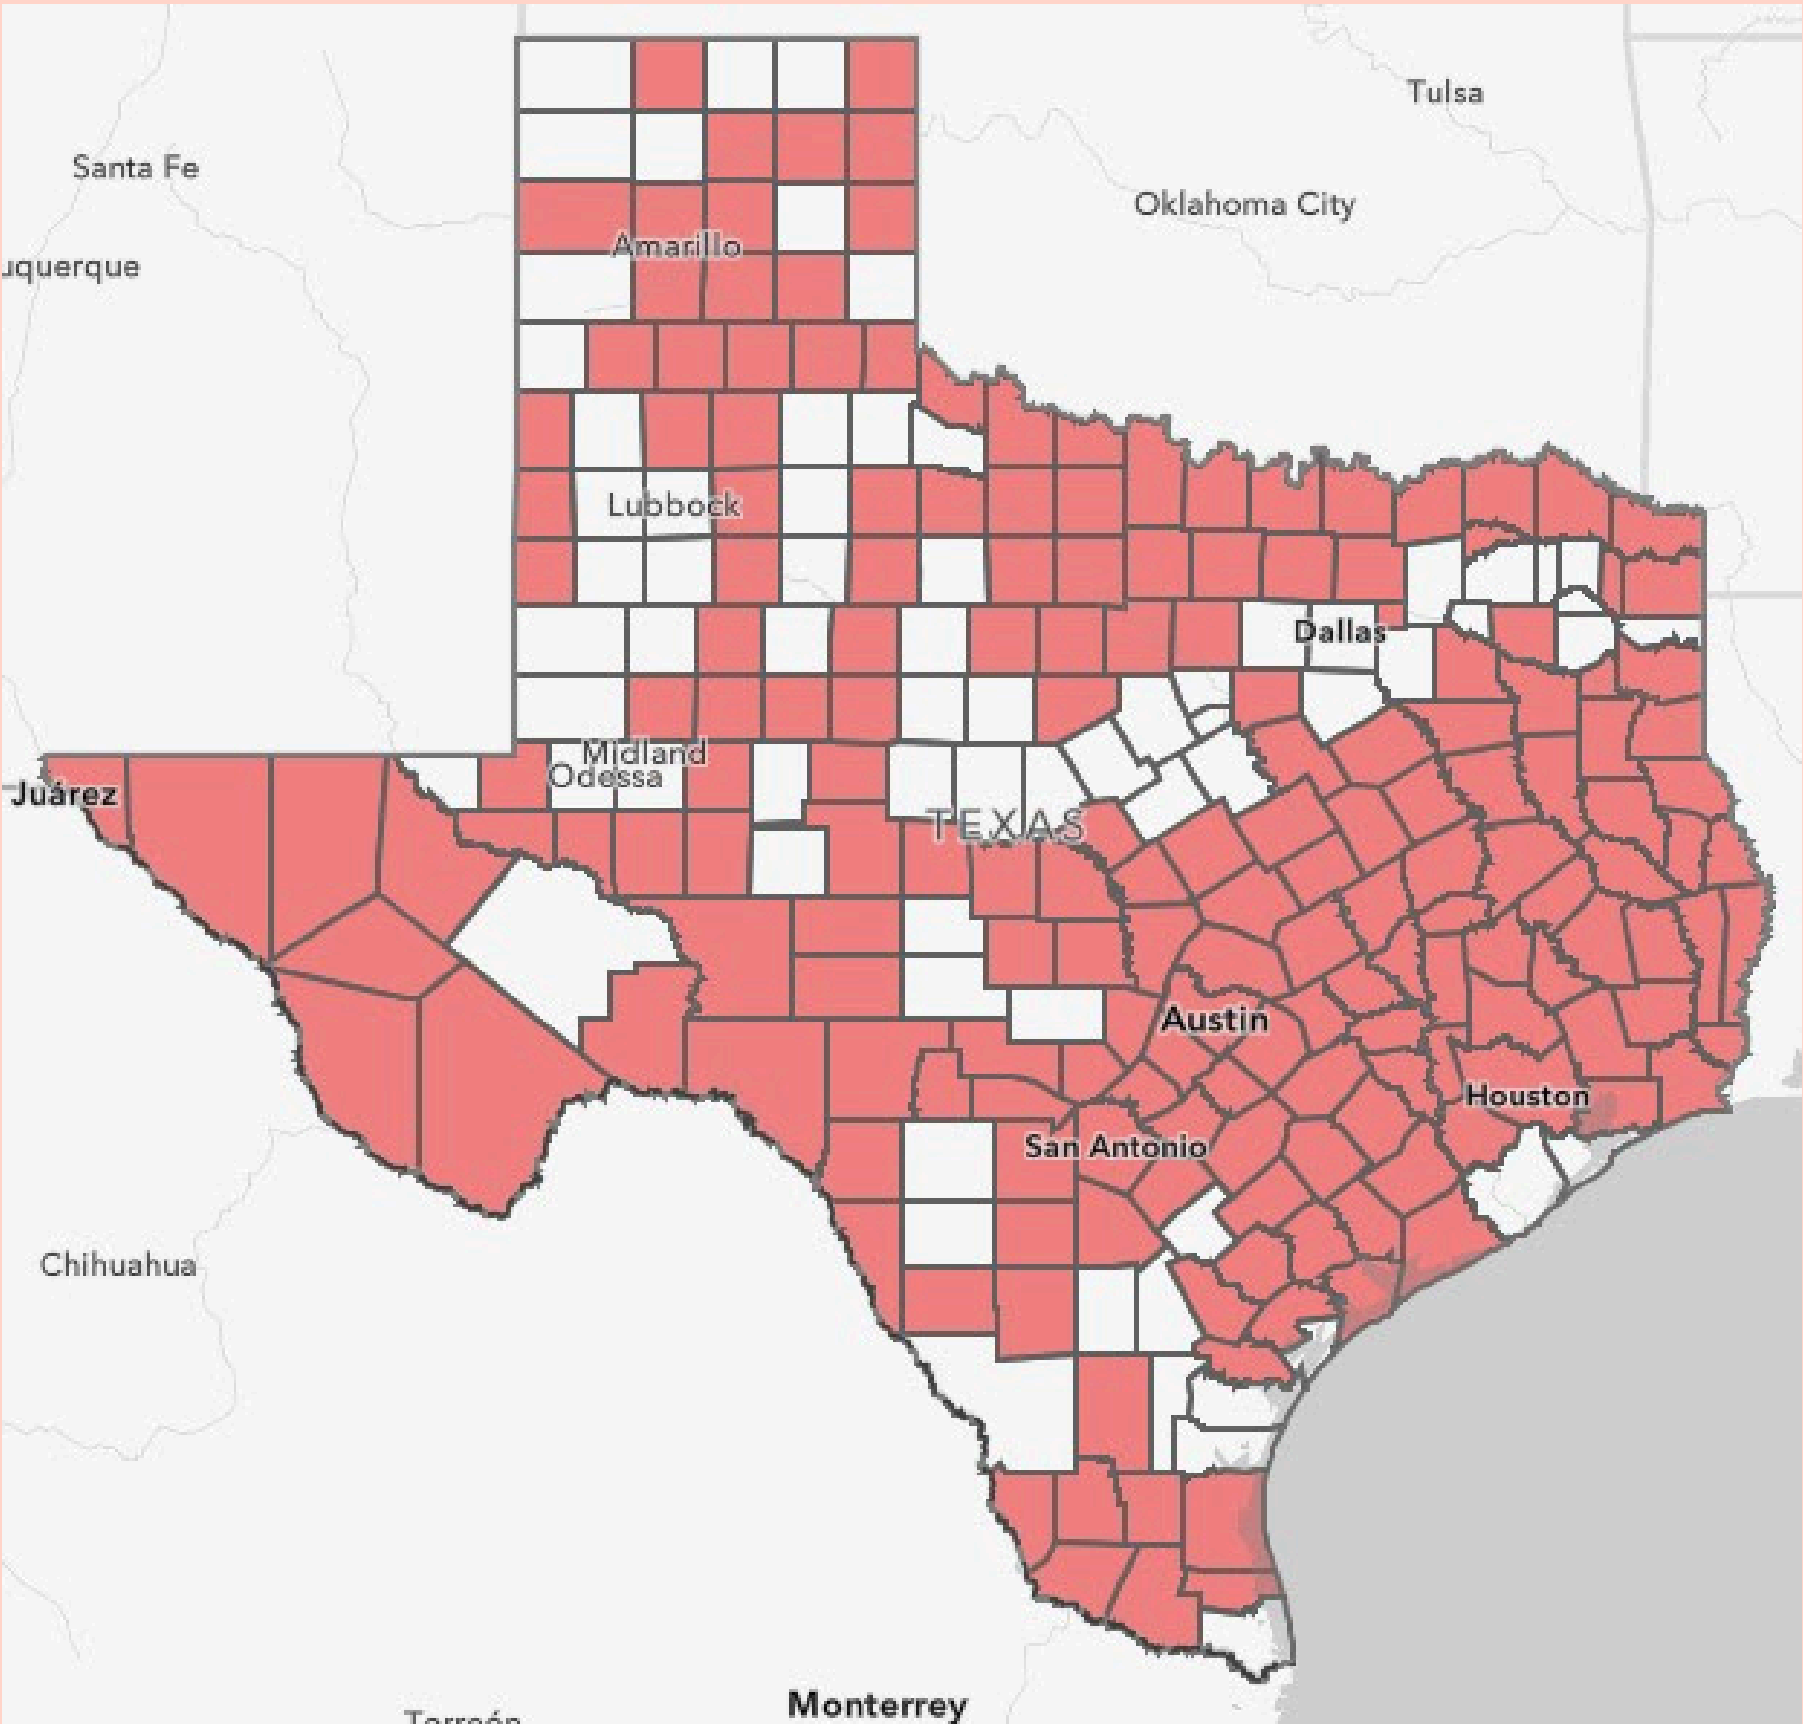 Tulsa
Santa Fe
Oklahoma City
Amarillo
uquerque
Lubbock
Dallas
Midland
Odessa
Juárez
TEXAS
Austin
Houston
San Antonio
Chihuahua
Monterrey
Torreón